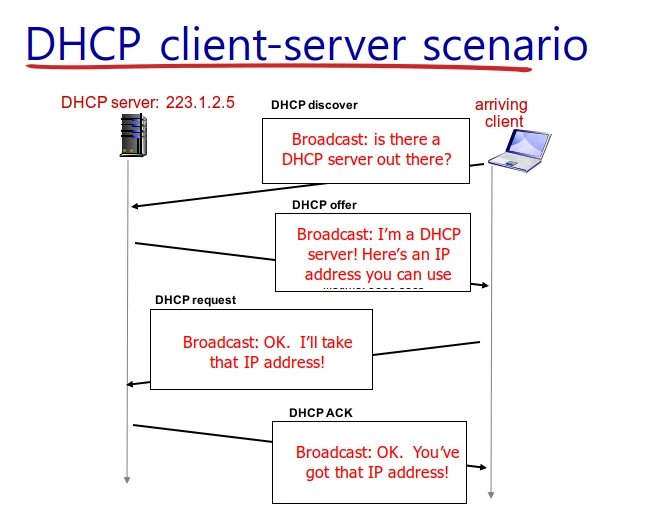 DHCP client-server scenario
DHCP server: 223.1.2.5
DHCP discover
arriving
client
Broadcast: is there a
DHCP server out there?
DHCP offer
Broadcast: I’m a DHCP
server! Here’s an IP
address you can use
DHCP request
Broadcast: OK.  I’ll take
that IP address!
DHCP ACK
Broadcast: OK.  You’ve
got that IP address!